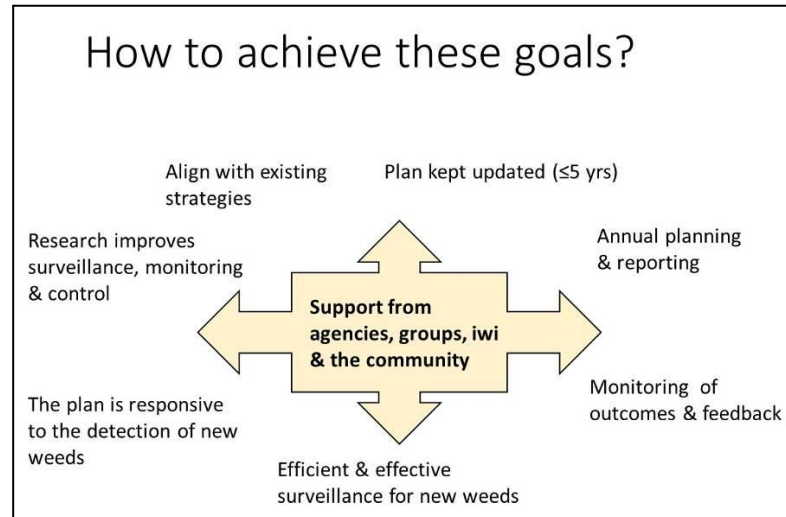 How to achieve these goals?
Align with existing
strategies
Plan kept updated (≤5 yrs)
Research improves
surveillance, monitoring
& control
Annual planning
& reporting
Support from
agencies, groups, iwi
& the community
The plan is responsive
to the detection of new
weeds
Monitoring of
outcomes & feedback
Efficient & effective
surveillance for new weeds